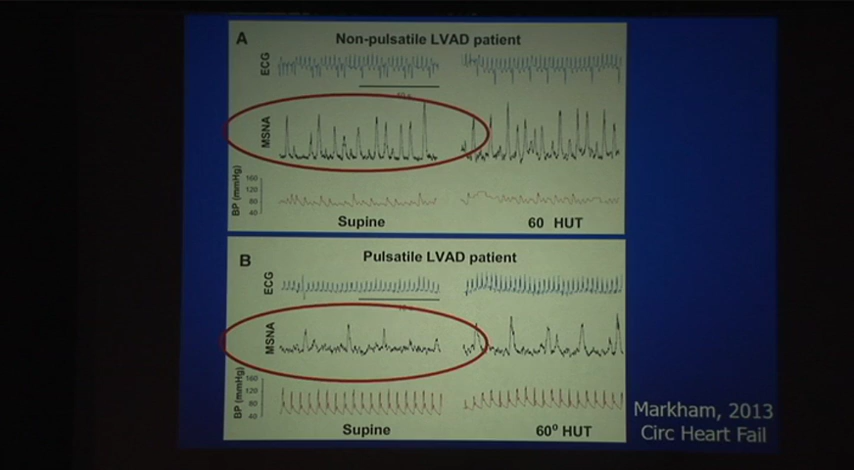 A
Non-pulsatile LVAD patient
ECG
MSNA
BP (mmHg)
160
120
80
40
Supine
60 HUT
B
Pulsatile LVAD patient
ECG
MSNA
BP (mmHg)
160
120
80
40
Supine
60⁰ HUT
Markham, 2013
Circ Heart Fail